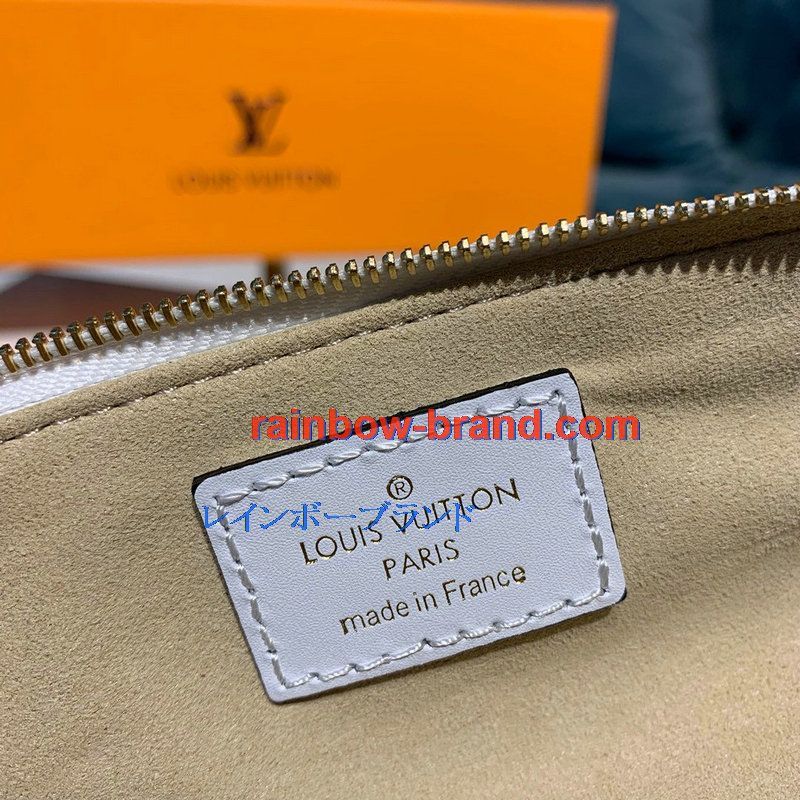 LOUIS VUITTON
rainbow-brand.com
®
レインボーブランド
LOUIS VUITTON
PARIS
made in France